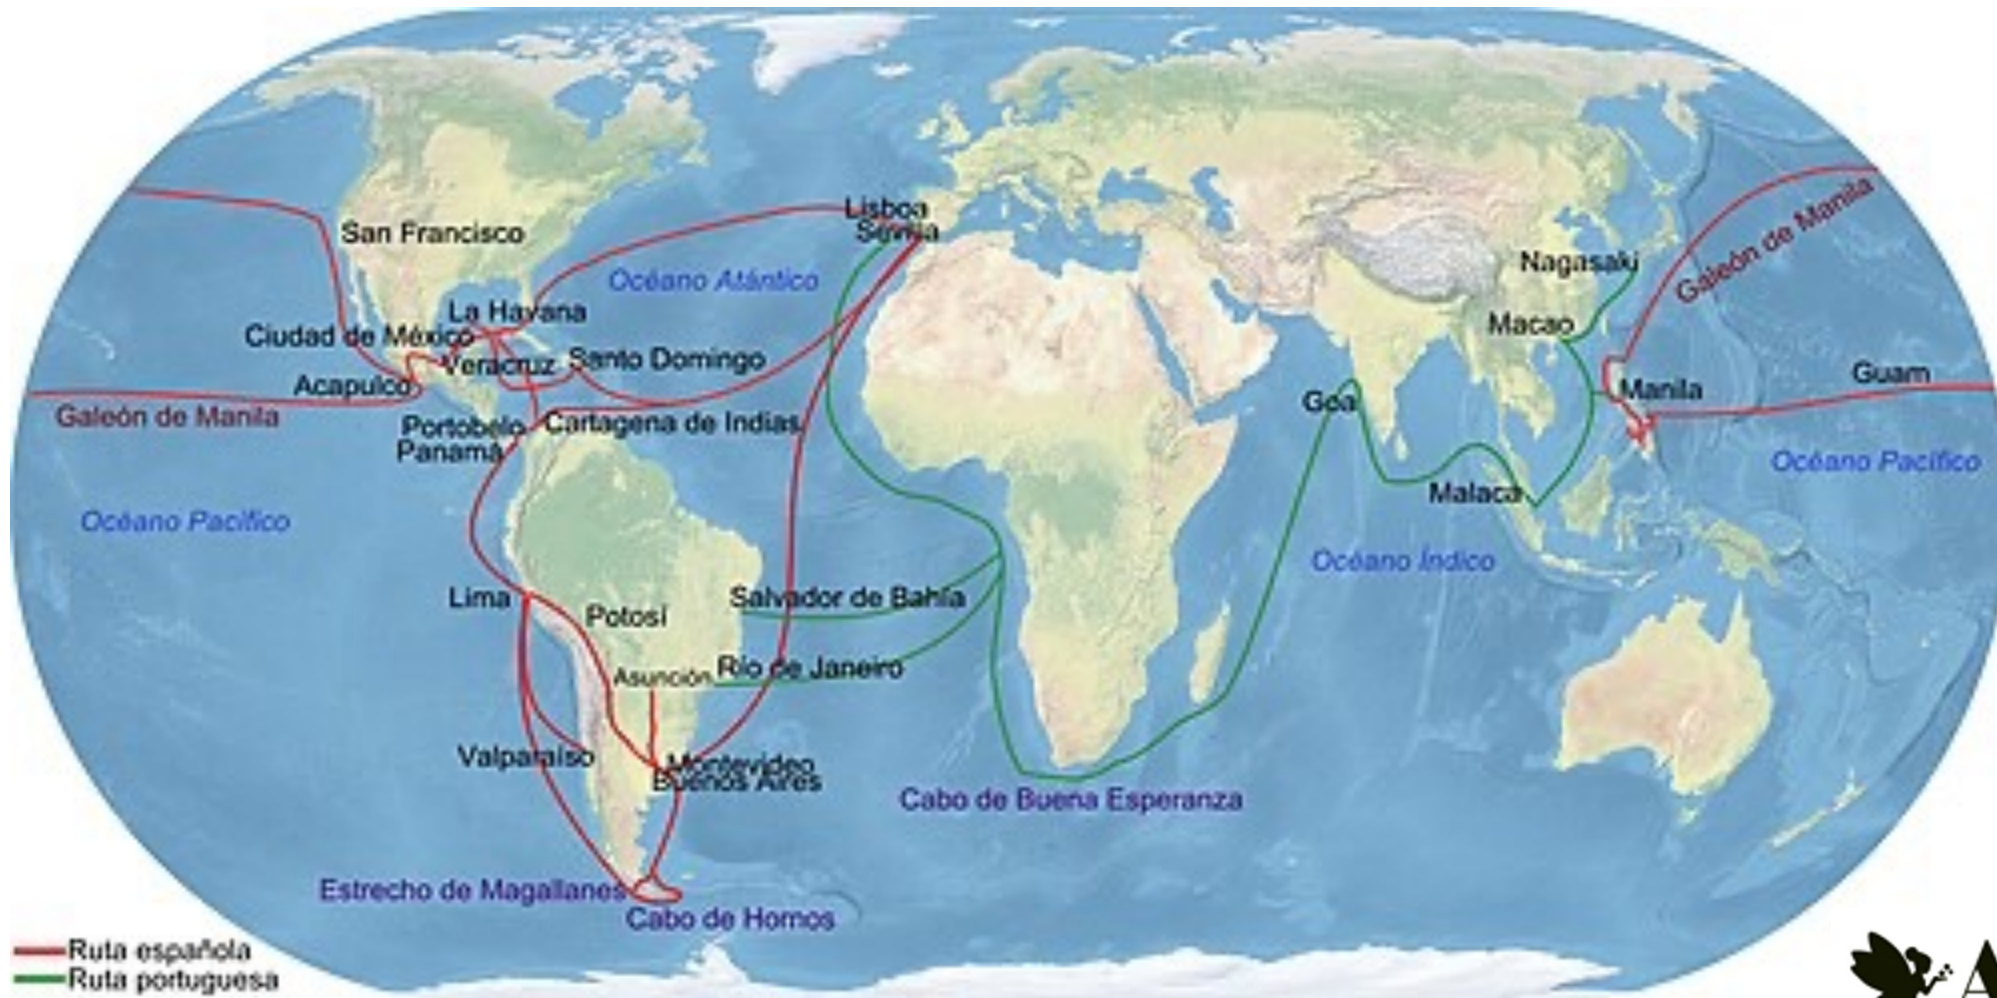 Lisboa
Sevilla
San Francisco
Océano Atántico
Nagasaki
Galeón de Manila
La Havana
Ciudad de México
Macao
Veracruz
Santo Domingo
Acapulco
Guam
Manila
Galeón de Manila
Goa
Portobelo
Cartagena de Indias
Panamá
Océano Pacífico
Malaca
Océano Pacífico
Océano Índico
Lima
Salvador de Bahía
Potosí
Río de Janeiro
Asunción
Valparaíso
Montevideo
Buenos Aires
Cabo de Buena Esperanza
Estrecho de Magallanes
Cabo de Hornos
Ruta española
Ruta portuguesa
A